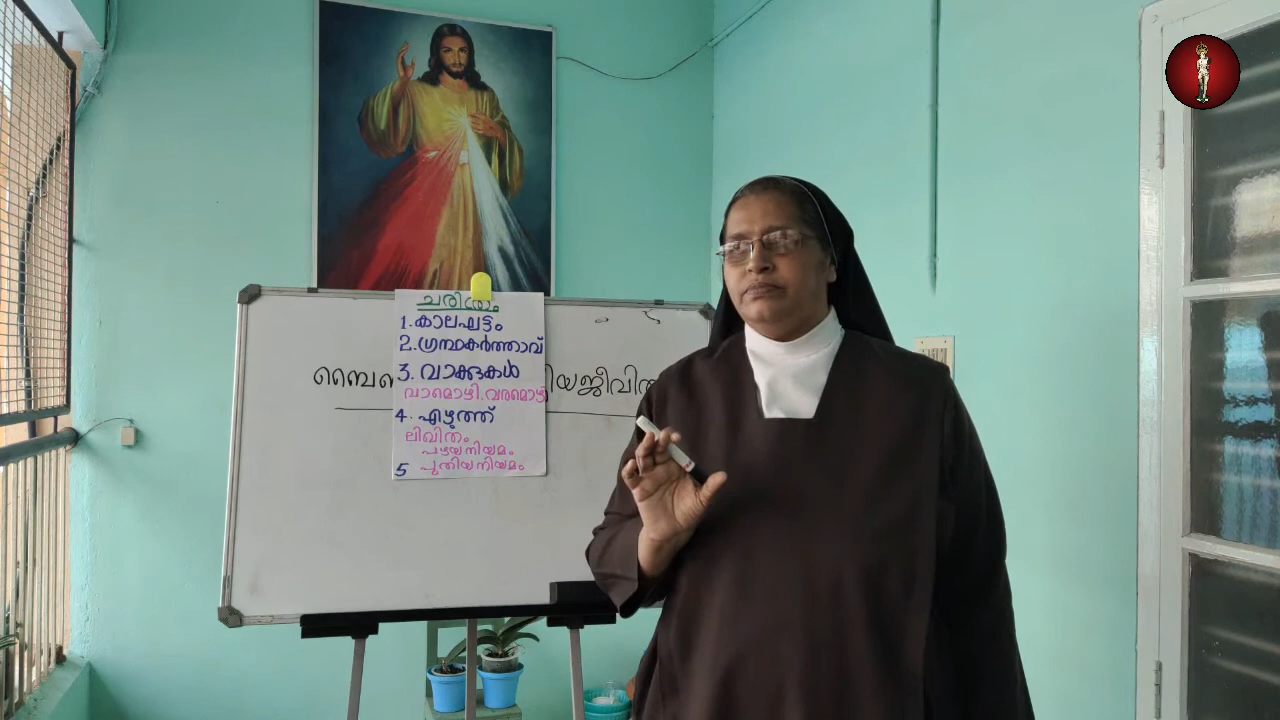 ചരിത്രം
1. കാലഘട്ടം
2. ഗ്രന്ഥകർത്താവ്
3. വാക്കുകൾ
വാമൊഴി. വരമൊഴി
4. എഴുത്ത്
ലിഖിതം
പഴയനിയമം
5 പുതിയനിയമം